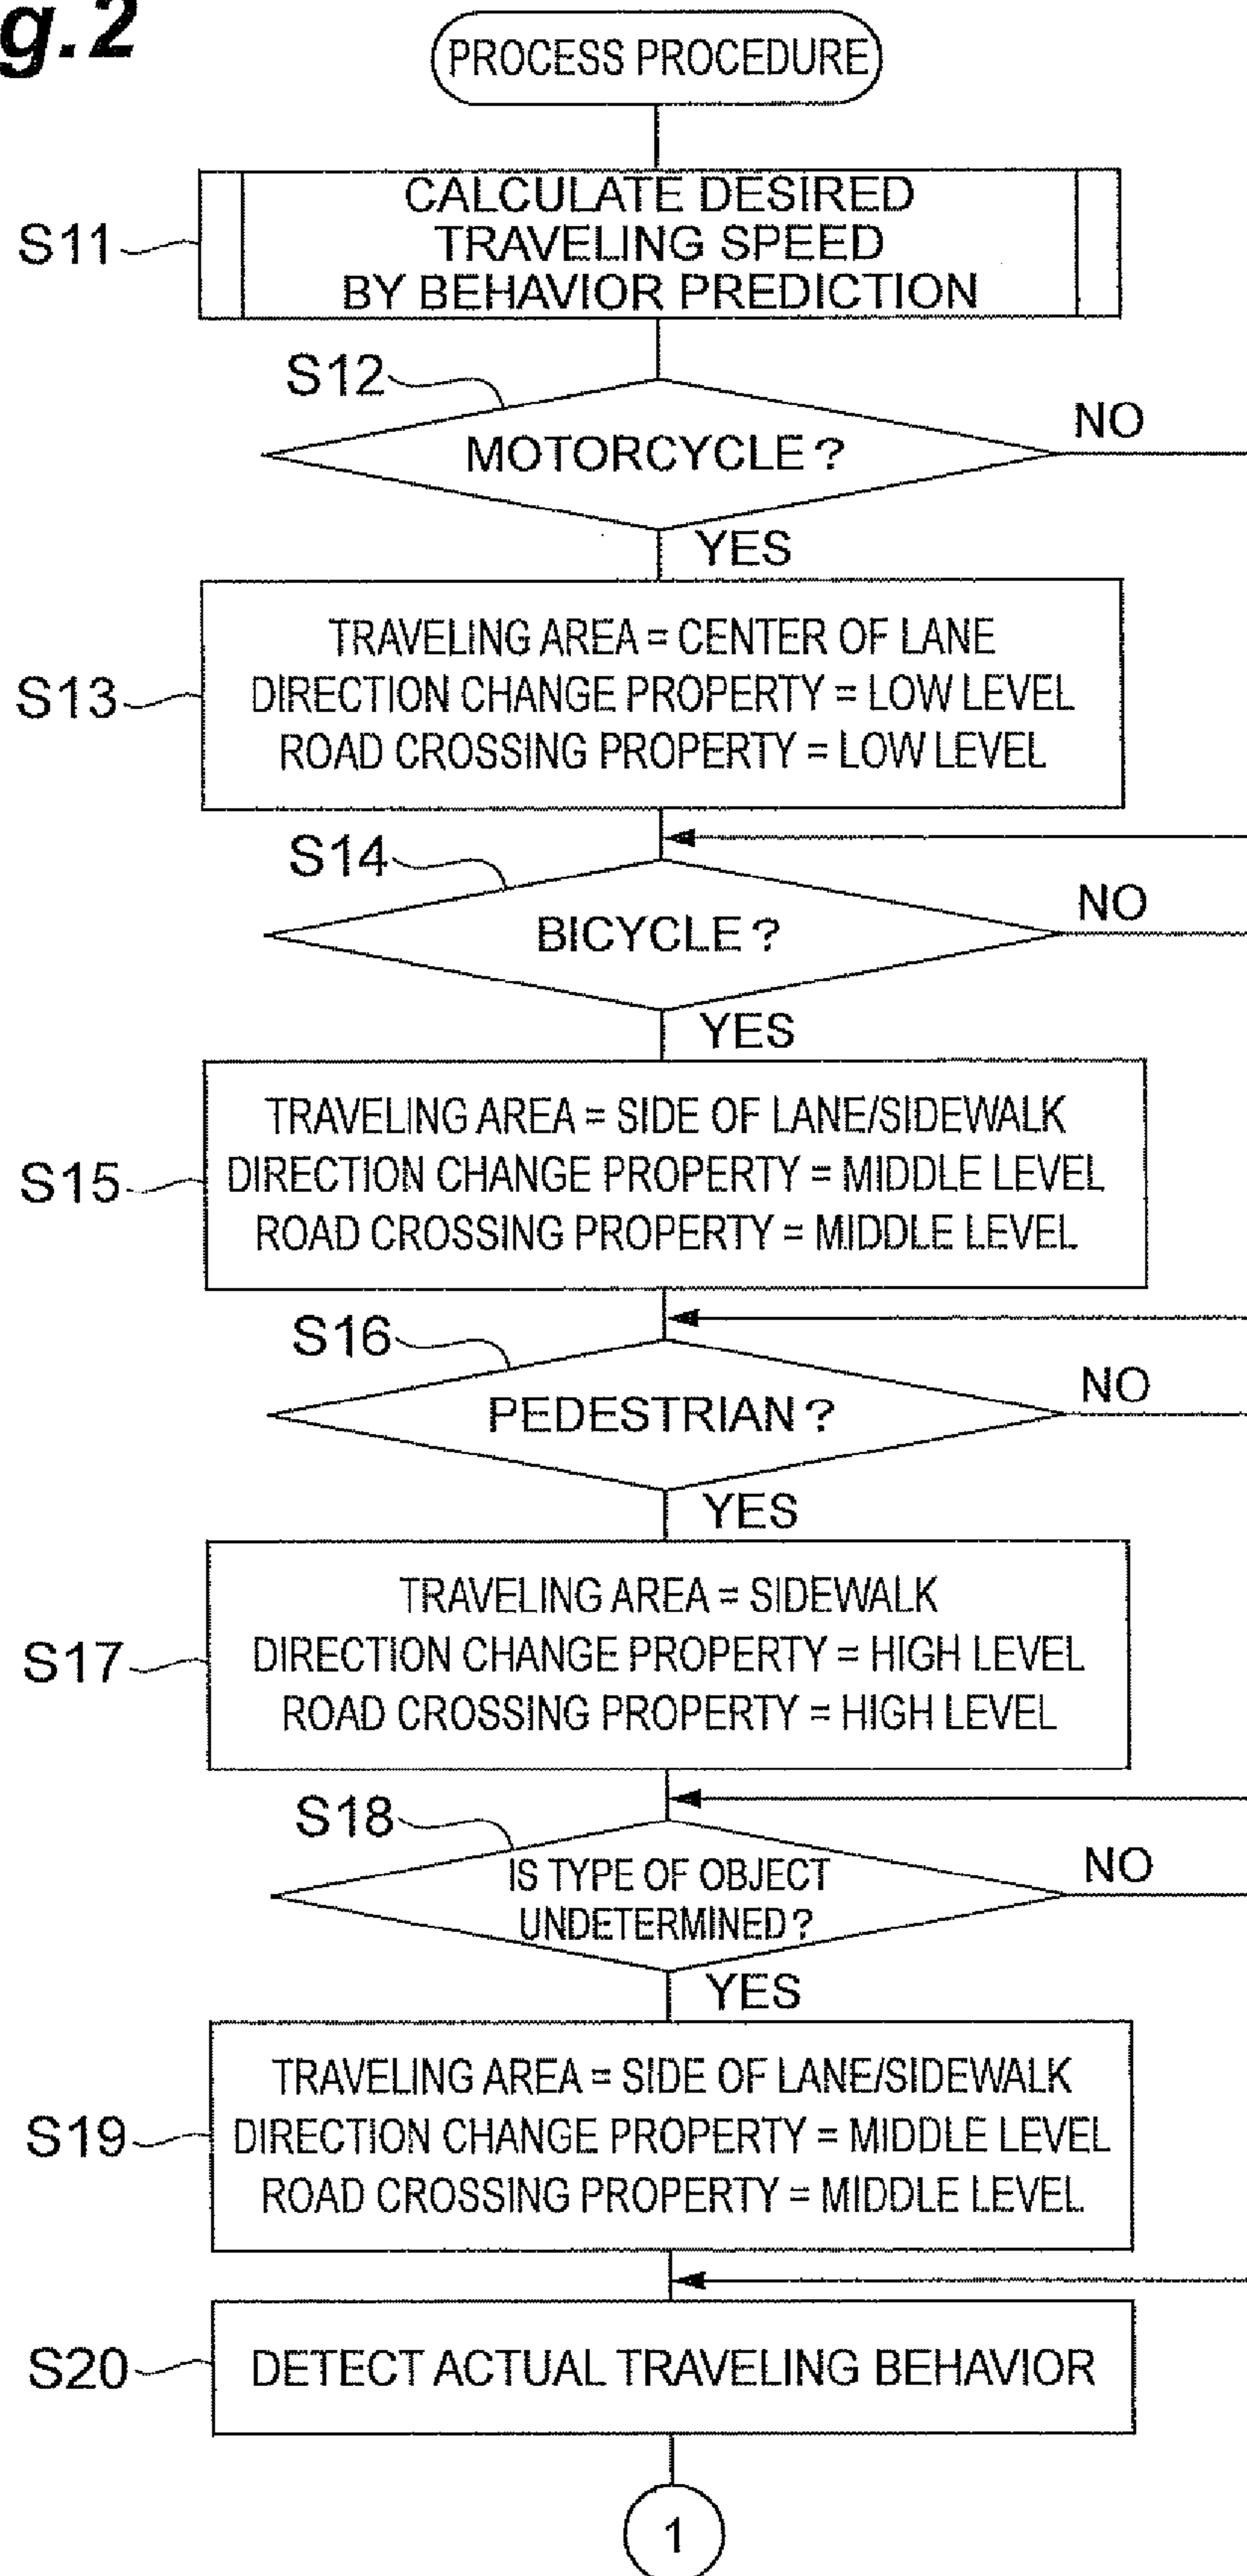 g.2
PROCESS PROCEDURE
S11
CALCULATE DESIRED
TRAVELING SPEED
BY BEHAVIOR PREDICTION
S12
MOTORCYCLE?
NO
YES
S13
TRAVELING AREA = CENTER OF LANE
DIRECTION CHANGE PROPERTY = LOW LEVEL
ROAD CROSSING PROPERTY = LOW LEVEL
S14
BICYCLE?
NO
YES
S15
TRAVELING AREA = SIDE OF LANE/SIDEWALK
DIRECTION CHANGE PROPERTY = MIDDLE LEVEL
ROAD CROSSING PROPERTY = MIDDLE LEVEL
S16
PEDESTRIAN?
NO
YES
S17
TRAVELING AREA = SIDEWALK
DIRECTION CHANGE PROPERTY = HIGH LEVEL
ROAD CROSSING PROPERTY = HIGH LEVEL
S18
IS TYPE OF OBJECT
UNDETERMINED?
NO
YES
S19
TRAVELING AREA = SIDE OF LANE/SIDEWALK
DIRECTION CHANGE PROPERTY = MIDDLE LEVEL
ROAD CROSSING PROPERTY = MIDDLE LEVEL
S20
DETECT ACTUAL TRAVELING BEHAVIOR
1